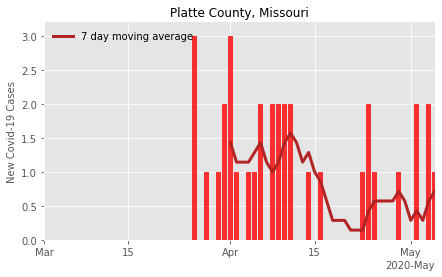 Platte County, Missouri
7 day moving average
New Covid-19 Cases
3.0
2.5
2.0
1.5
1.0
0.5
0.0
Mar 15 Apr 15 May
2020-May